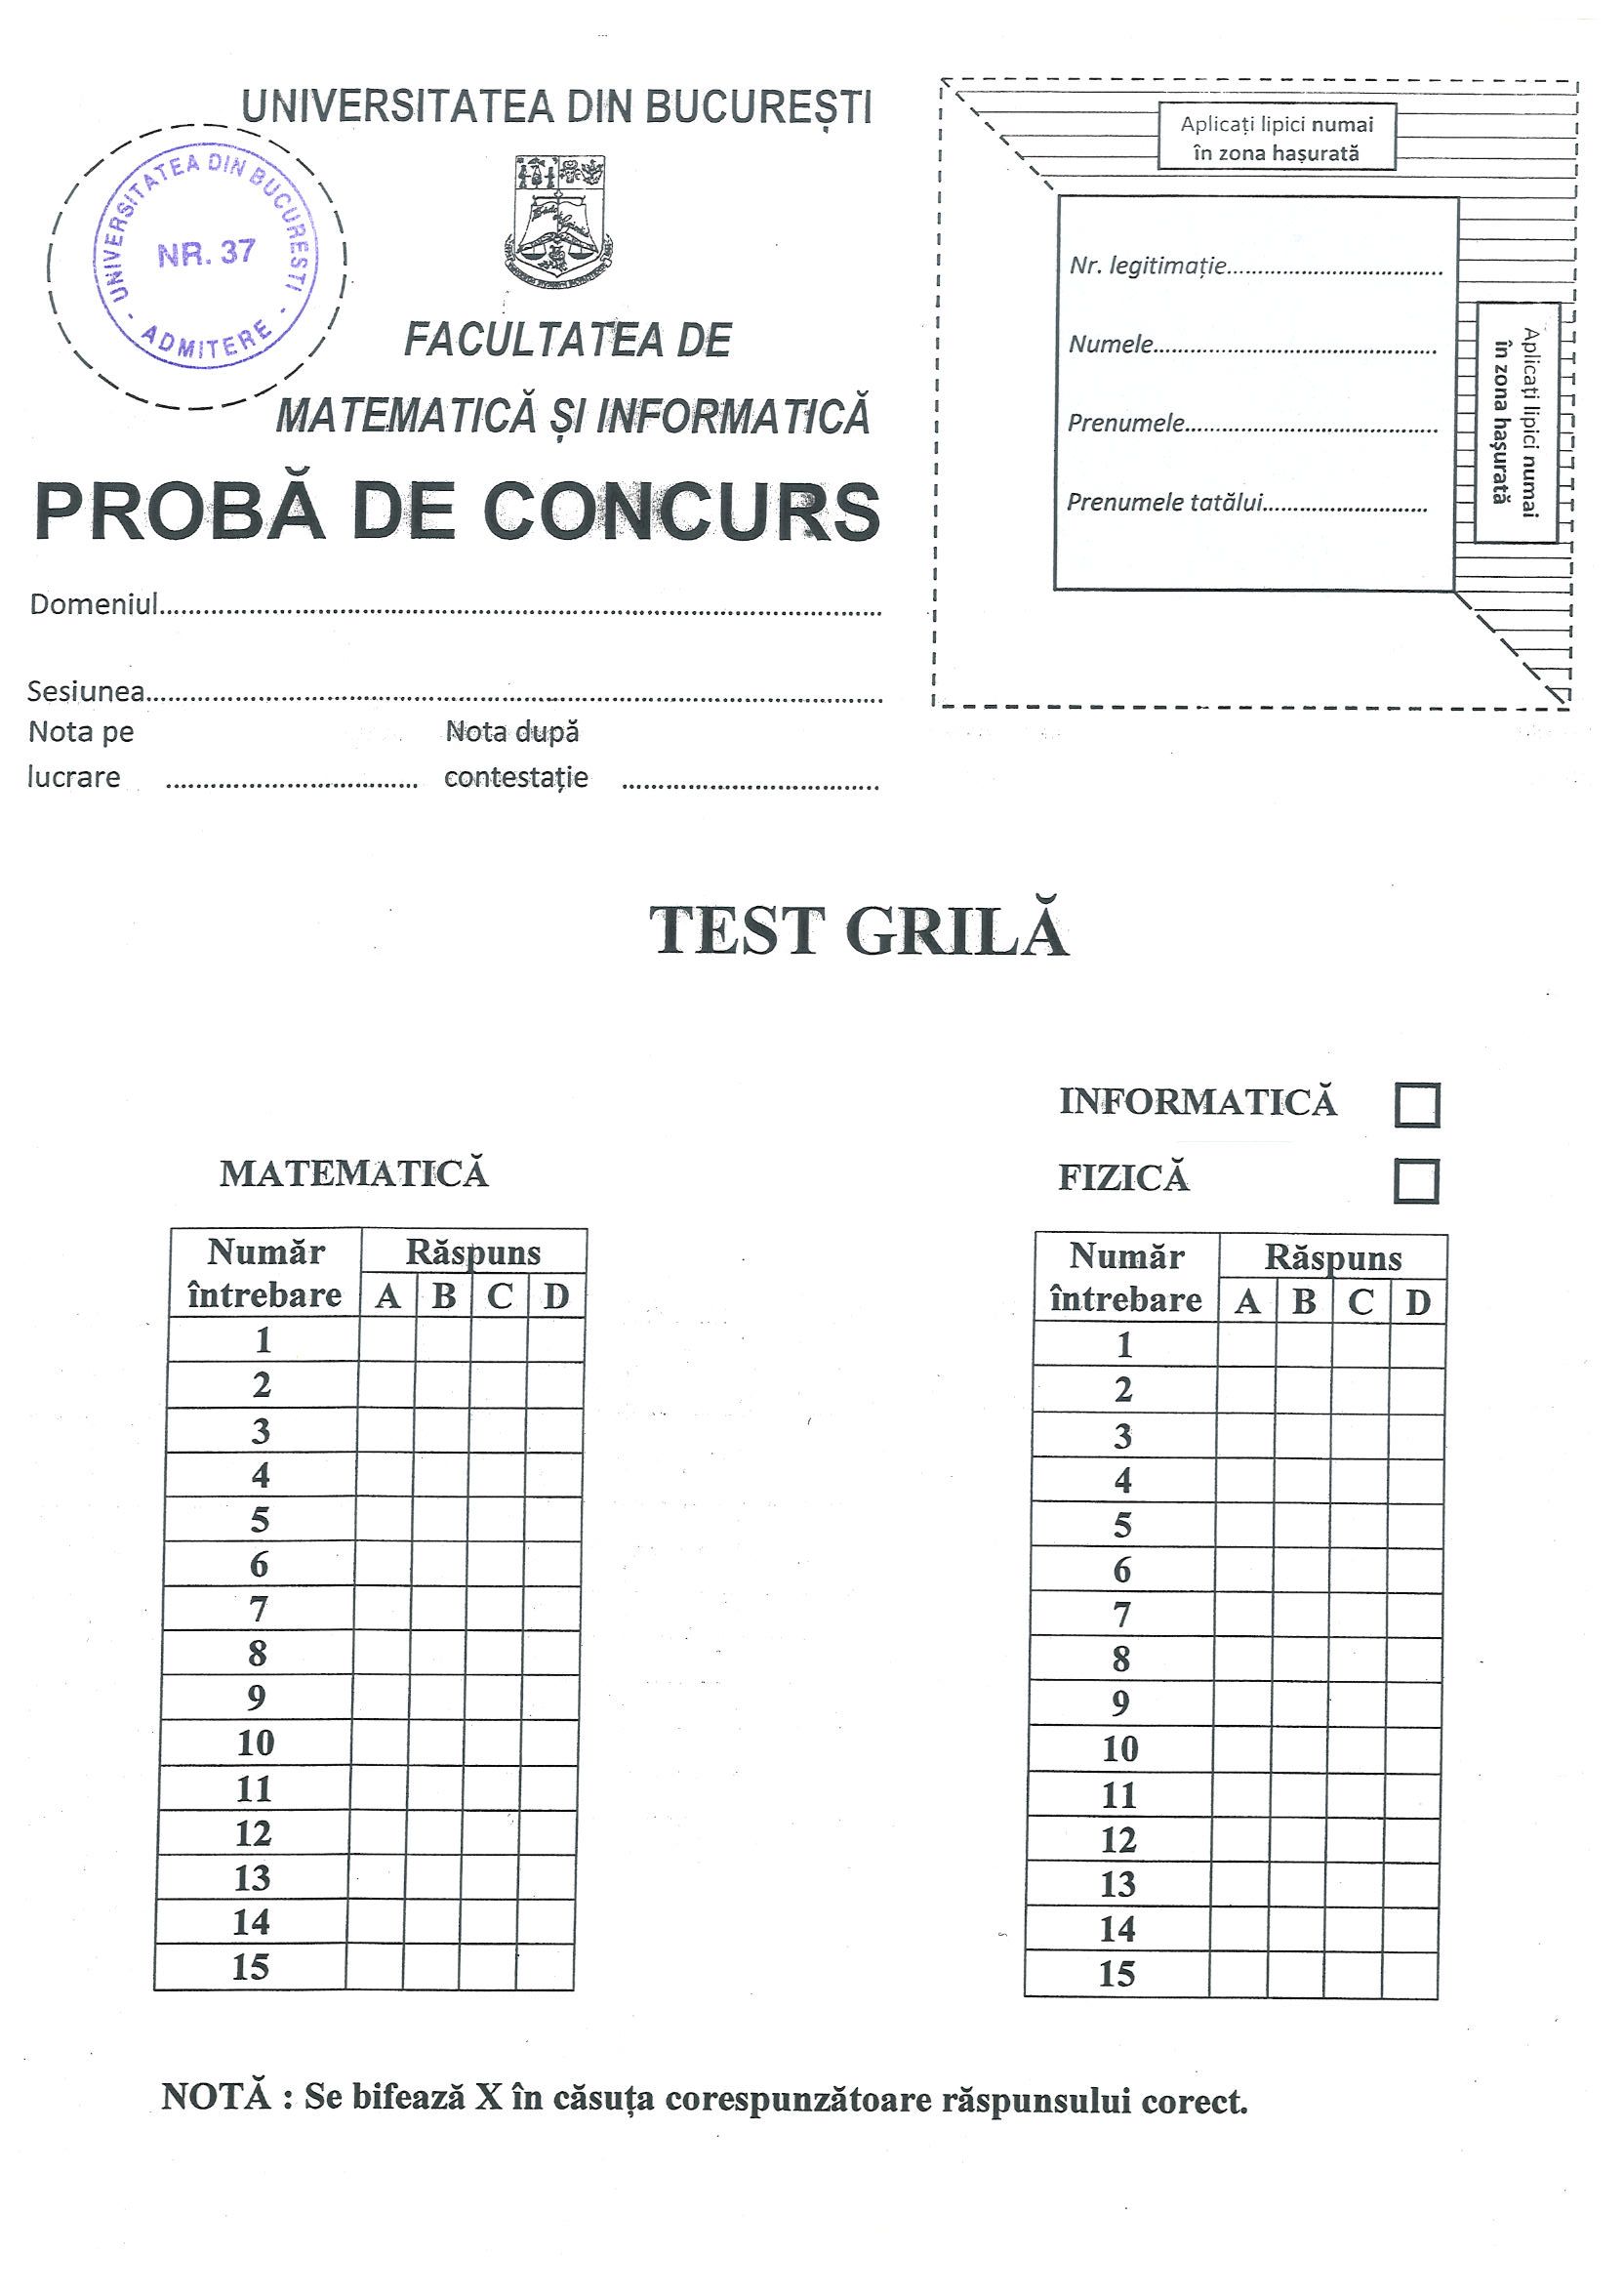 UNIVERSITATEA DIN BUCUREȘTI
UNIVERSITATEA DIN BUCURESTI
NR. 37
- ADMITERE -
FACULTATEA DE
MATEMATICĂ ȘI INFORMATICĂ
PROBĂ DE CONCURS
Domeniul
Sesiunea
Nota pe
lucrare
Nota după
contestație
Aplicați lipici numai
în zona hașurată
Nr. legitimație
Numele
Prenumele
Prenumele tatălui
Aplicați lipici numai
în zona hașurată
TEST GRILĂ
MATEMATICĂ
Număr întrebare Răspuns
A B C D
1
2
3
4
5
6
7
8
9
10
11
12
13
14
15
INFORMATICĂ
FIZICĂ
Număr întrebare Răspuns
A B C D
1
2
3
4
5
6
7
8
9
10
11
12
13
14
15
NOTĂ : Se bifează X în căsuța corespunzătoare răspunsului corect.